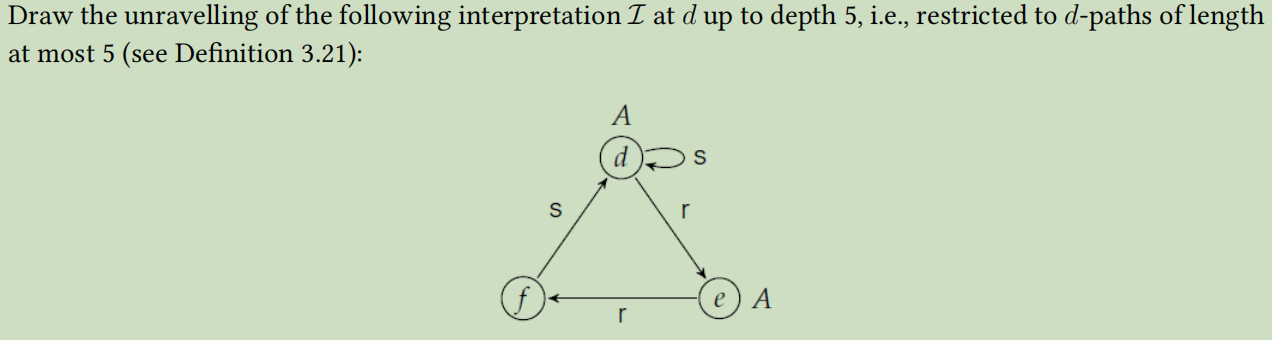 Draw the unravelling of the following interpretation ℐ at d up to depth 5, i.e., restricted to d-paths of length
at most 5 (see Definition 3.21):
A
d s
s r
f e A
r